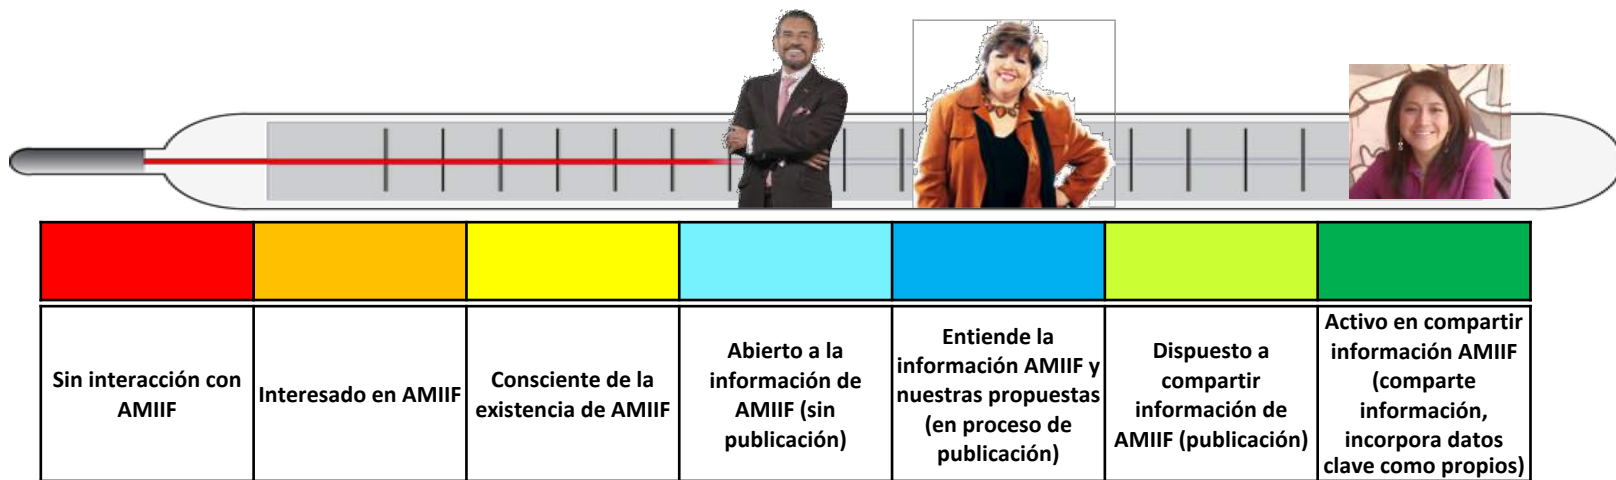 Sin interacción con
AMIIF
Interesado en AMIIF
Consciente de la
existencia de AMIIF
Abierto a la
información de
AMIIF (sin
publicación)
Entiende la
información AMIIF y
nuestras propuestas
(en proceso de
publicación)
Dispuesto a
compartir
información de
AMIIF (publicación)
Activo en compartir
información AMIIF
(comparte
información,
incorpora datos
clave como propios)